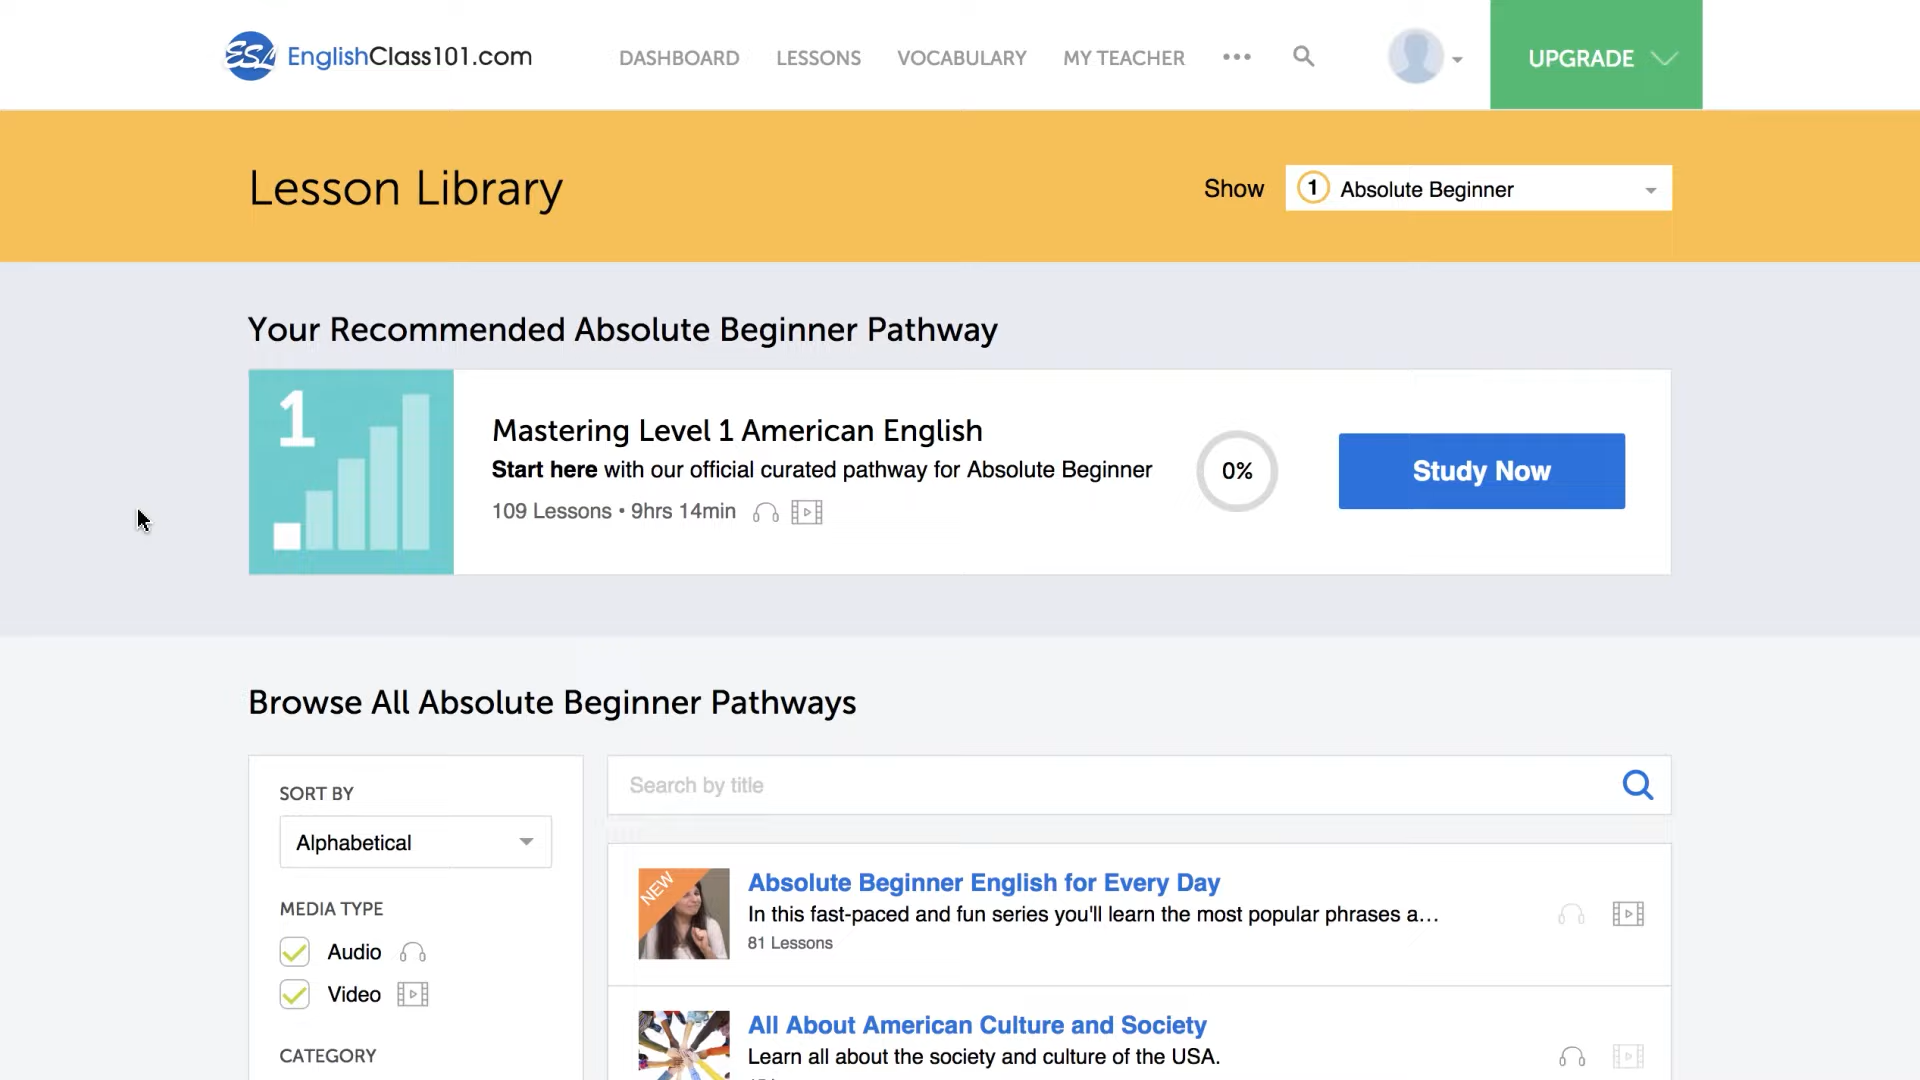 ESL EnglishClass101.com
DASHBOARD LESSONS VOCABULARY MY TEACHER ••• UPGRADE
Lesson Library
Show 1 Absolute Beginner
Your Recommended Absolute Beginner Pathway
1
Mastering Level 1 American English
Start here with our official curated pathway for Absolute Beginner
109 Lessons • 9hrs 14min
0%
Study Now
Browse All Absolute Beginner Pathways
SORT BY
Alphabetical
MEDIA TYPE
Audio
Video
CATEGORY
Search by title
NEW
Absolute Beginner English for Every Day
In this fast-paced and fun series you'll learn the most popular phrases a...
81 Lessons
All About American Culture and Society
Learn all about the society and culture of the USA.